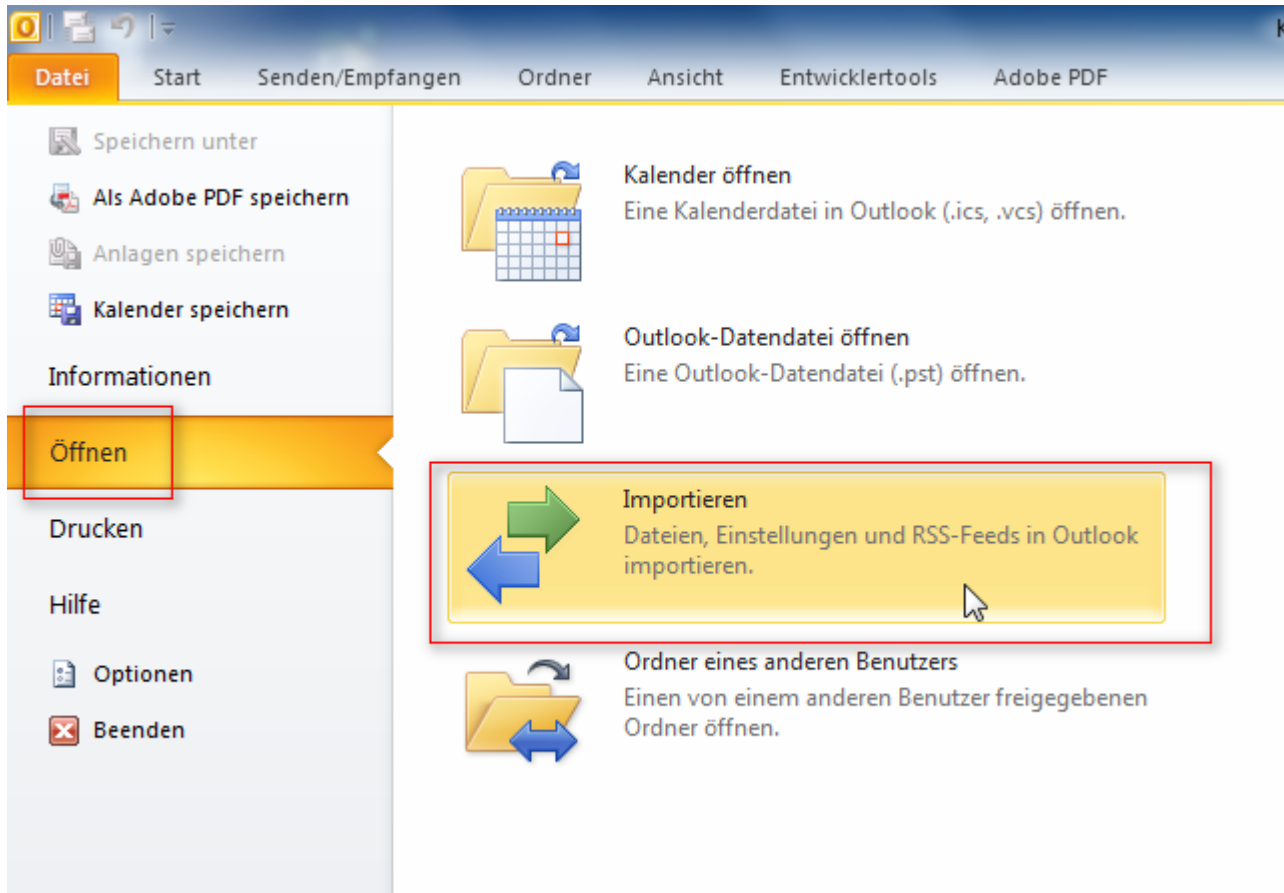 Datei Start Senden/Empfangen Ordner Ansicht Entwicklertools Adobe PDF
Speichern unter
Als Adobe PDF speichern
Anlagen speichern
Kalender speichern
Informationen
Öffnen
Drucken
Hilfe
Optionen
Beenden
Kalender öffnen
Eine Kalenderdatei in Outlook (.ics, .vcs) öffnen.
Outlook-Datendatei öffnen
Eine Outlook-Datendatei (.pst) öffnen.
Importieren
Dateien, Einstellungen und RSS-Feeds in Outlook
importieren.
Ordner eines anderen Benutzers
Einen von einem anderen Benutzer freigegebenen
Ordner öffnen.